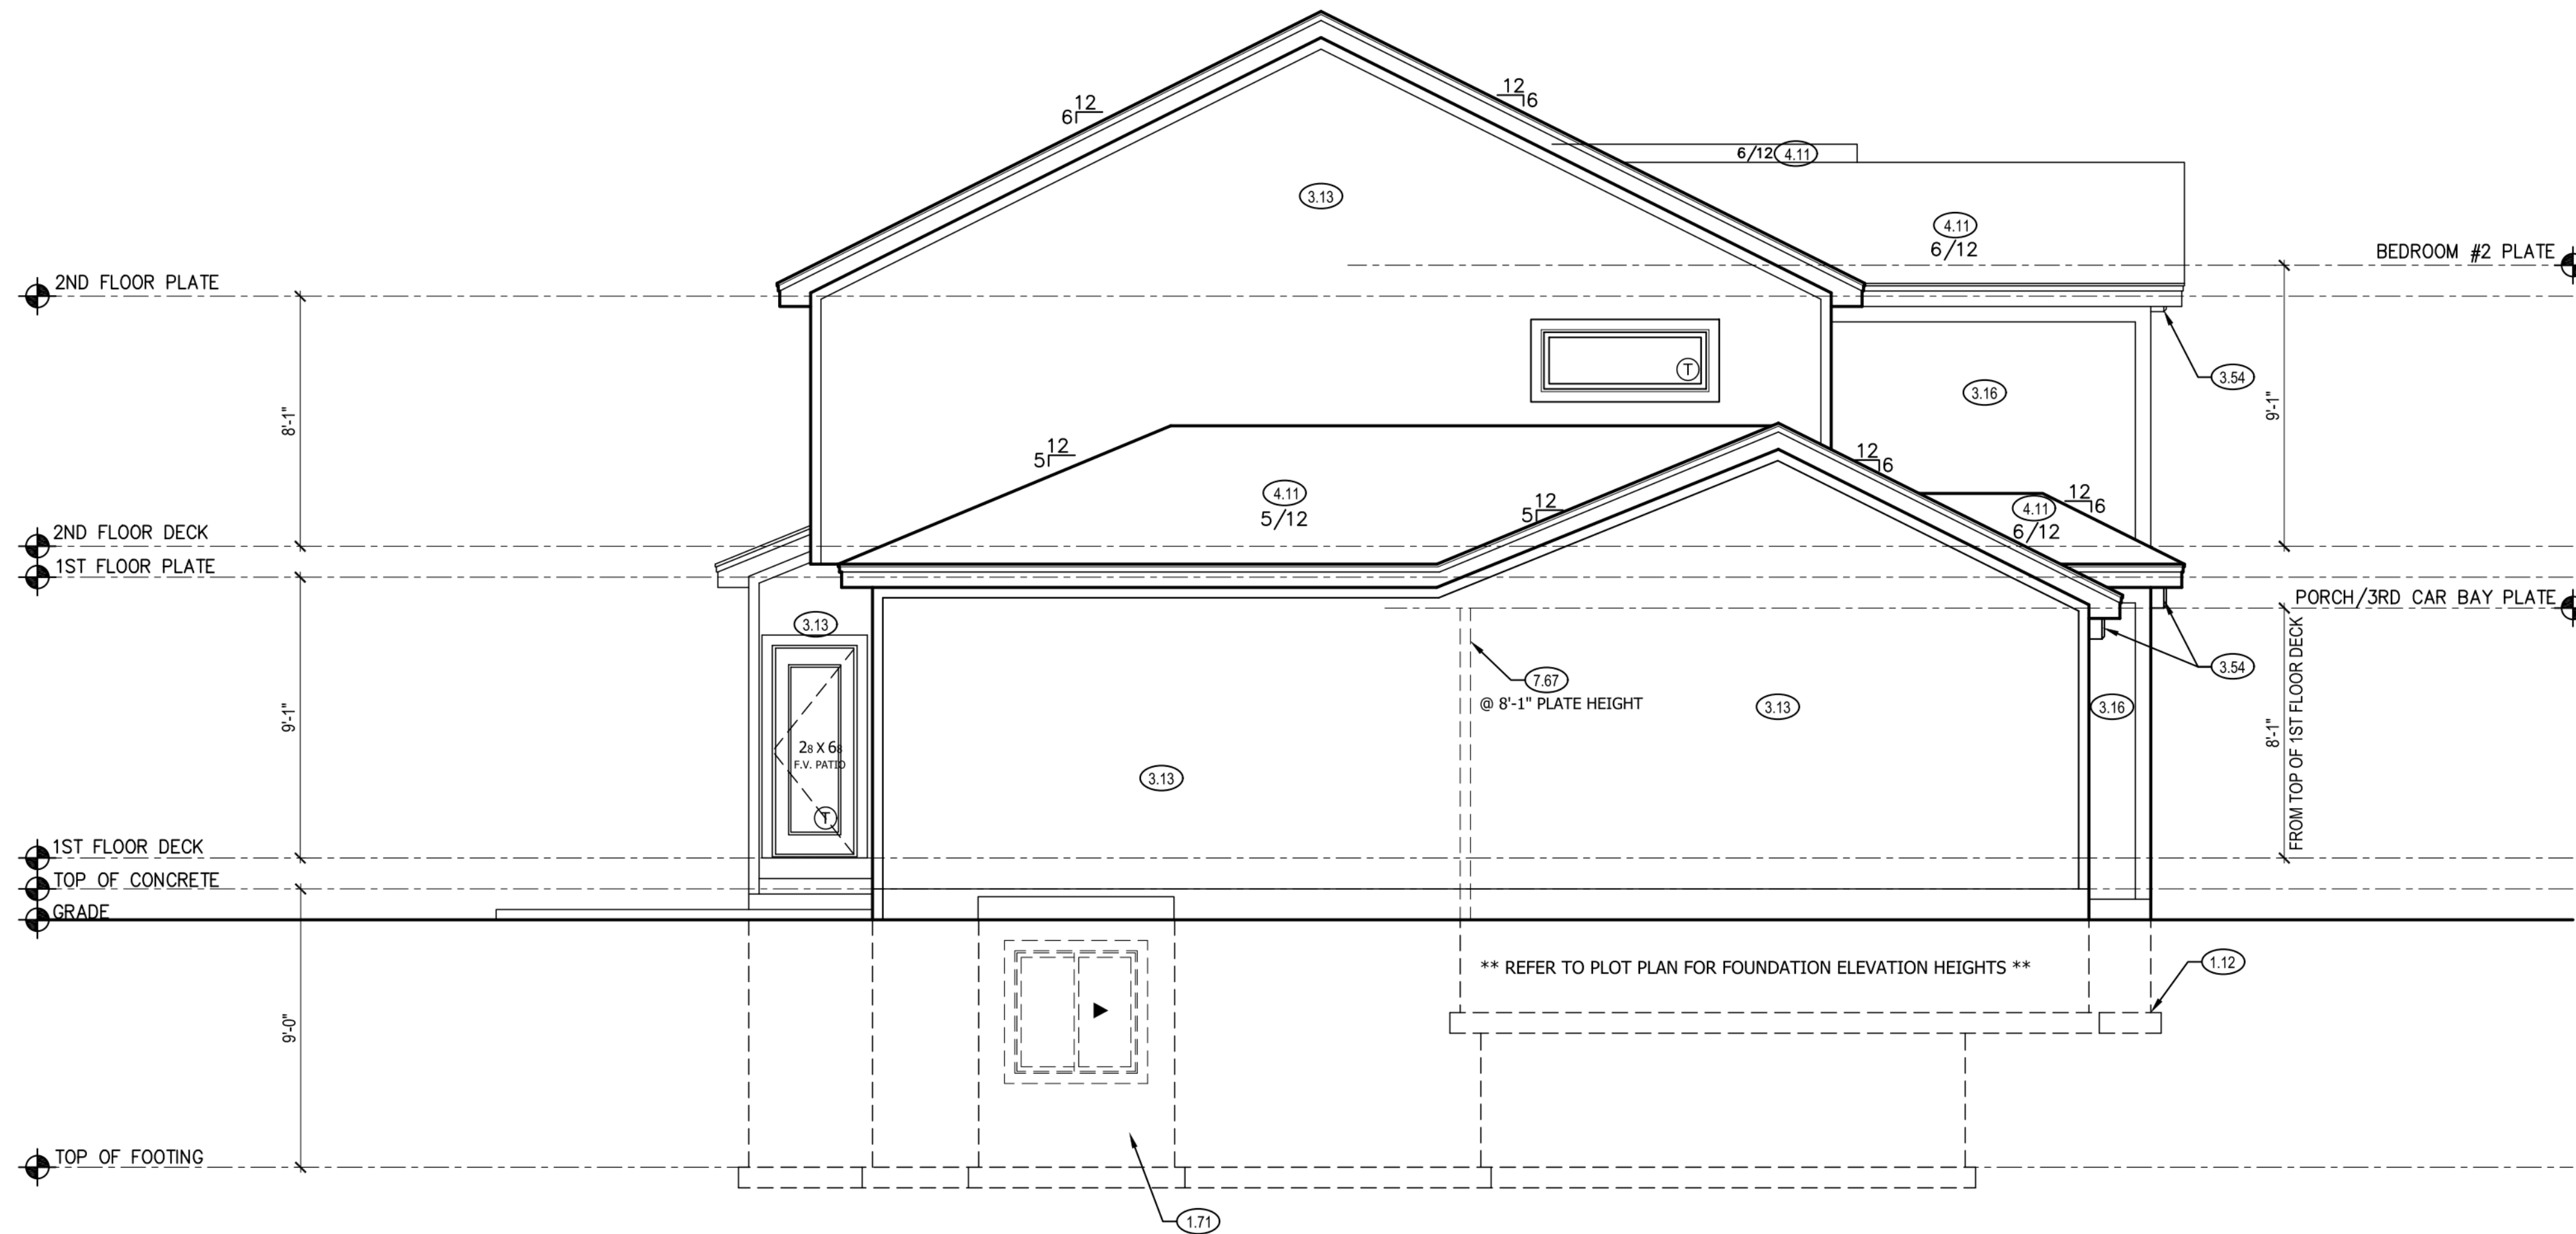 12
6
12
6
6/12 4.11
3.13
4.11
6/12
BEDROOM #2 PLATE
2ND FLOOR PLATE
3.54
T
3.16
8'-1"
9'-1"
12
5
12
6
4.11
5/12
12
5
12
6
4.11
6/12
2ND FLOOR DECK
1ST FLOOR PLATE
PORCH/3RD CAR BAY PLATE
3.13
3.54
7.67
@ 8'-1" PLATE HEIGHT
3.13
3.16
9'-1"
8'-1"
FROM TOP OF 1ST FLOOR DECK
28 X 68
F.V. PATIO
3.13
T
1ST FLOOR DECK
TOP OF CONCRETE
GRADE
** REFER TO PLOT PLAN FOR FOUNDATION ELEVATION HEIGHTS **
1.12
9'-0"
TOP OF FOOTING
1.71